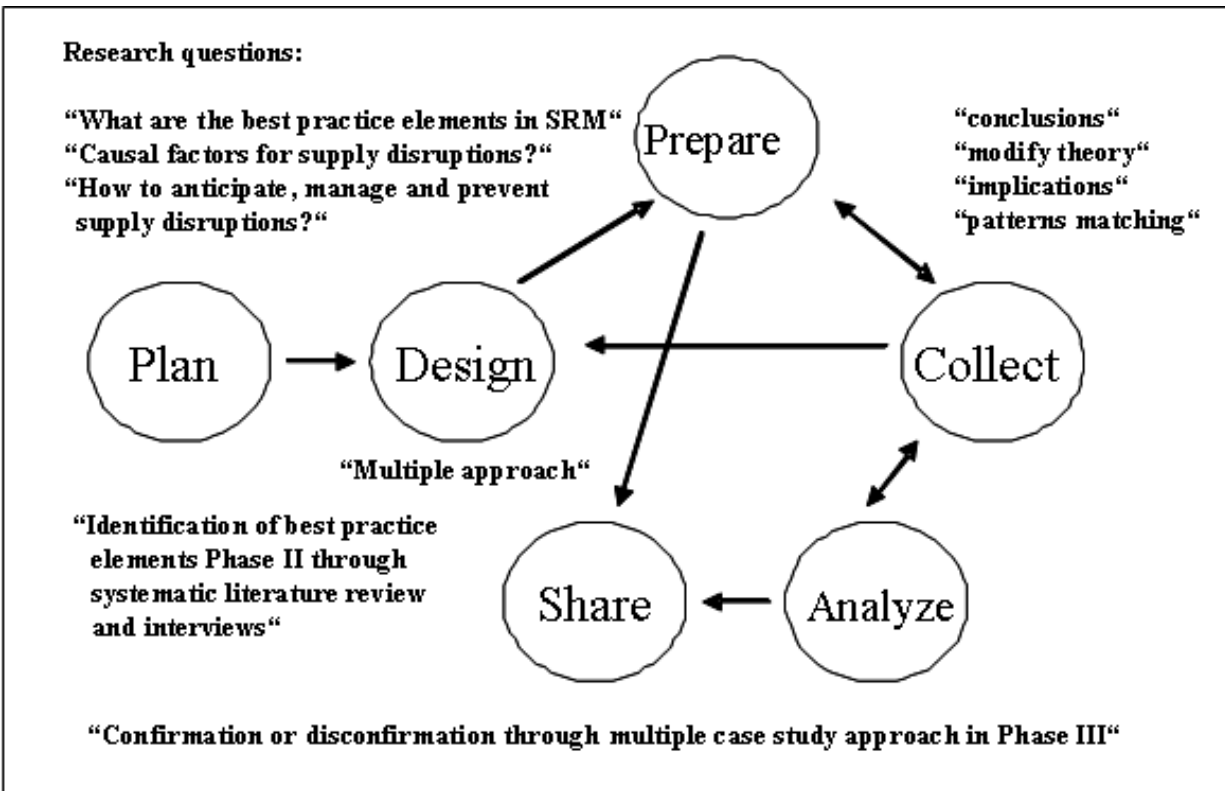 Research questions:
“What are the best practice elements in SRM“
“Causal factors for supply disruptions?“
“How to anticipate, manage and prevent
supply disruptions?“
Prepare
“conclusions“
“modify theory“
“implications“
“patterns matching“
Plan
Design
Collect
“Multiple approach“
“Identification of best practice
elements Phase II through
systematic literature review
and interviews“
Share
Analyze
“Confirmation or disconfirmation through multiple case study approach in Phase III“